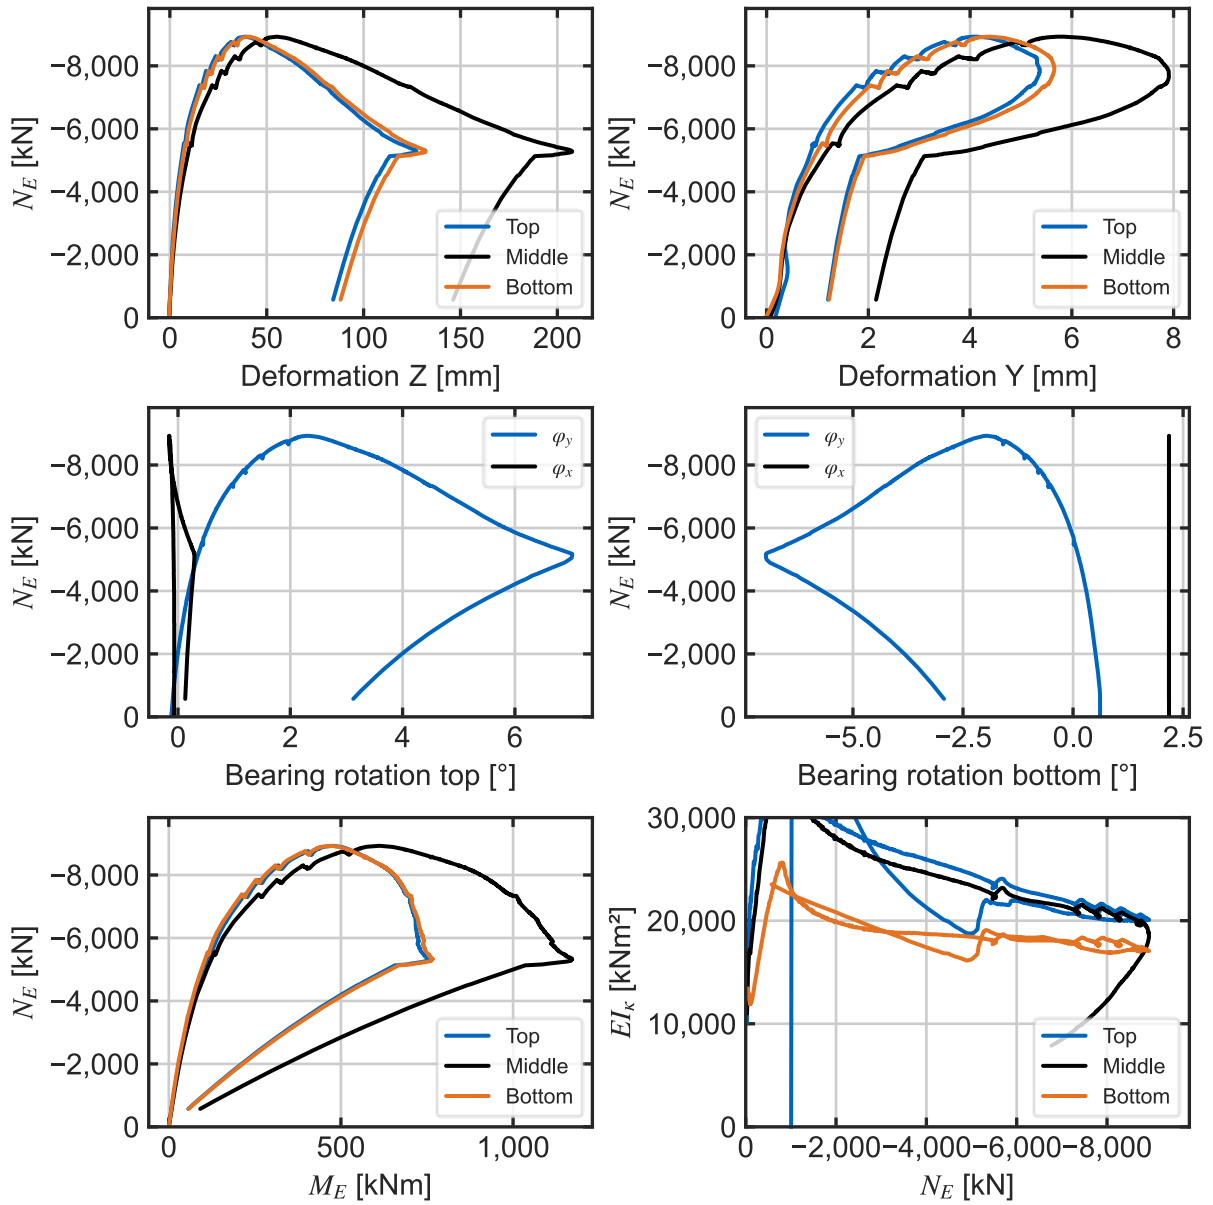 −8,000
−6,000
−4,000
−2,000
0
N_E [kN]
0 50 100 150 200
Deformation Z [mm]
Top
Middle
Bottom
−8,000
−6,000
−4,000
−2,000
0
N_E [kN]
0 2 4 6 8
Deformation Y [mm]
Top
Middle
Bottom
−8,000
−6,000
−4,000
−2,000
0
N_E [kN]
0 2 4 6
Bearing rotation top [°]
φ_y
φ_x
−8,000
−6,000
−4,000
−2,000
0
N_E [kN]
−5.0 −2.5 0.0 2.5
Bearing rotation bottom [°]
φ_y
φ_x
−8,000
−6,000
−4,000
−2,000
0
N_E [kN]
0 500 1,000
M_E [kNm]
Top
Middle
Bottom
30,000
20,000
10,000
0
EI_κ [kNm²]
0 −2,000 −4,000 −6,000 −8,000
N_E [kN]
Top
Middle
Bottom